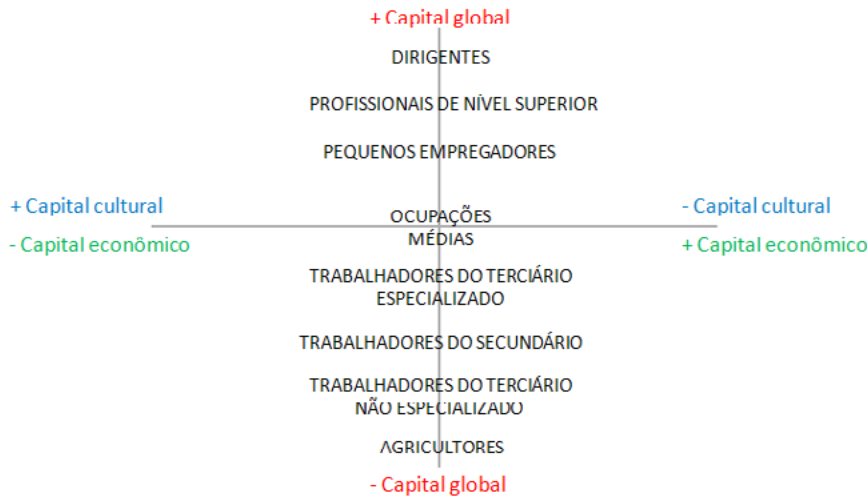 + Capital global
DIRIGENTES
PROFISSIONAIS DE NÍVEL SUPERIOR
PEQUENOS EMPREGADORES
+ Capital cultural
- Capital cultural
OCUPAÇÕES
MÉDIAS
- Capital econômico
+ Capital econômico
TRABALHADORES DO TERCIÁRIO
ESPECIALIZADO
TRABALHADORES DO SECUNDÁRIO
TRABALHADORES DO TERCIÁRIO
NÃO ESPECIALIZADO
AGRICULTORES
- Capital global